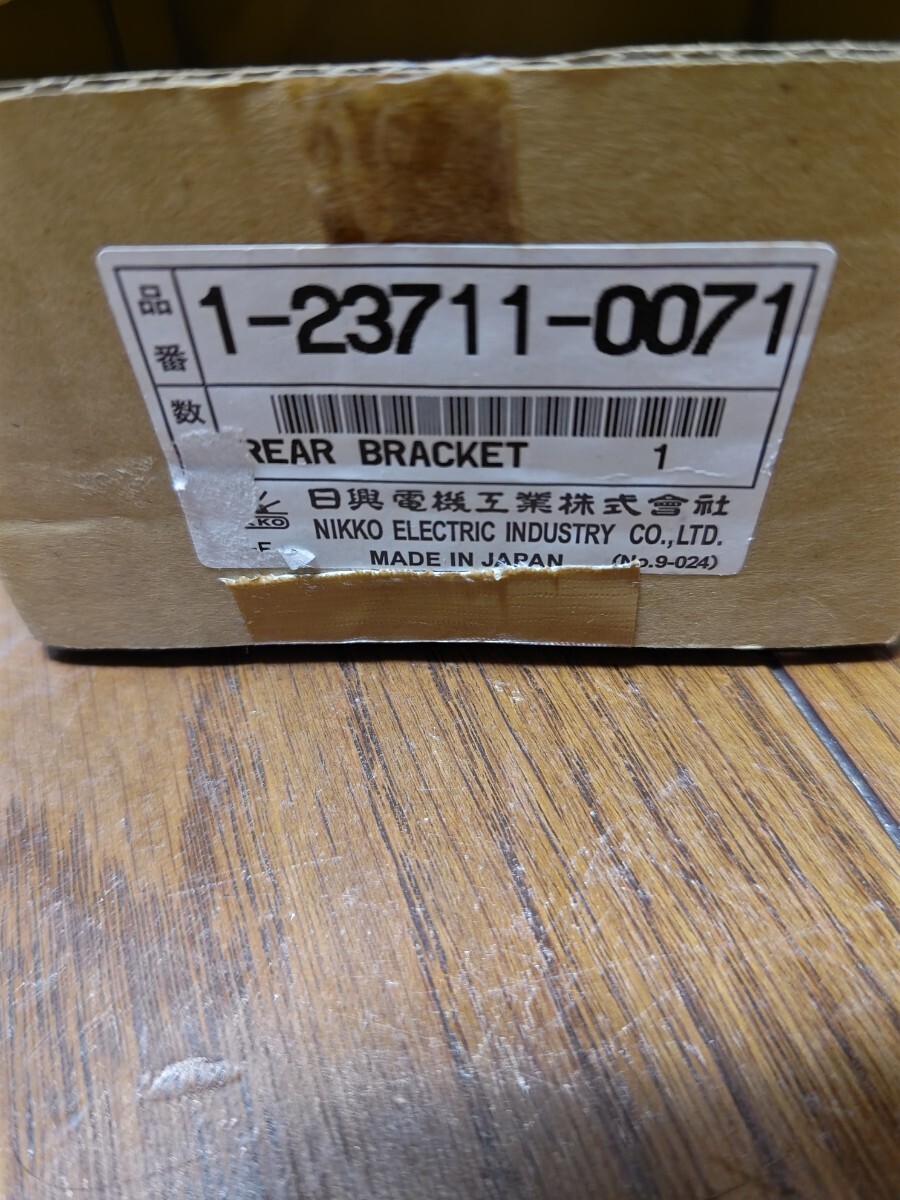 品番 1-23711-0071
数
REAR BRACKET 1
日興電機工業株式會社
NIKKO ELECTRIC INDUSTRY CO.,LTD.
MADE IN JAPAN (No.9-024)